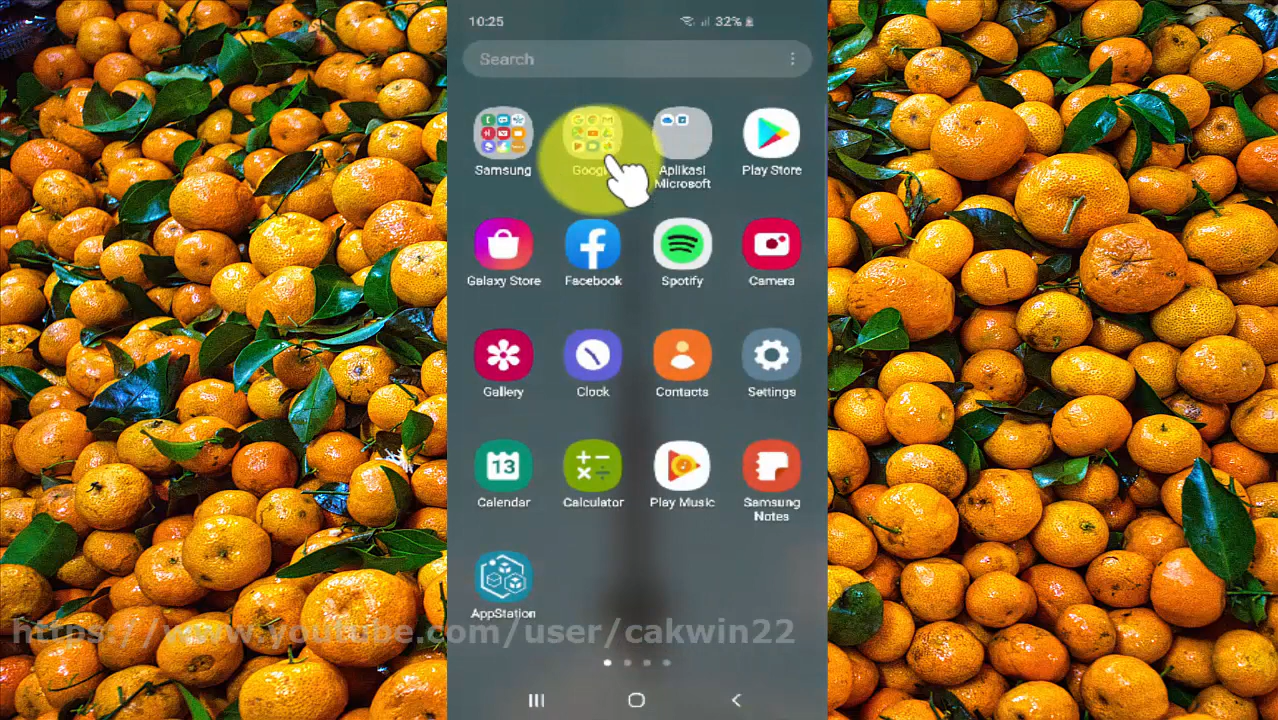 10:25
32%
Search
Samsung
Aplikasi
Microsoft
Play Store
Galaxy Store
Facebook
Spotify
Camera
Gallery
Clock
Contacts
Settings
13
Calendar
Calculator
Play Music
Samsung
Notes
AppStation
https://www.youtube.com/user/cakwin22